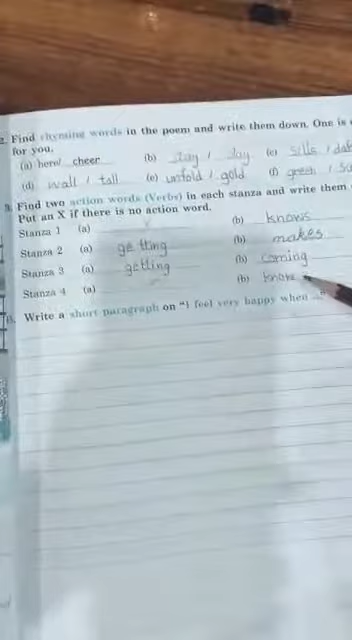 2. Find rhyming words in the poem and write them down. One is
for you.
(a) here/ cheer (b) stay / day (c) sills /
(d) wall / tall (e) unfold / gold (f) green /
3. Find two action words (Verbs) in each stanza and write them
Put an X if there is no action word.
Stanza 1 (a) (b) knows
Stanza 2 (a) getting (b) makes
Stanza 3 (a) getting (b) coming
Stanza 4 (a) (b) know
Write a short paragraph on "I feel very happy when ..."